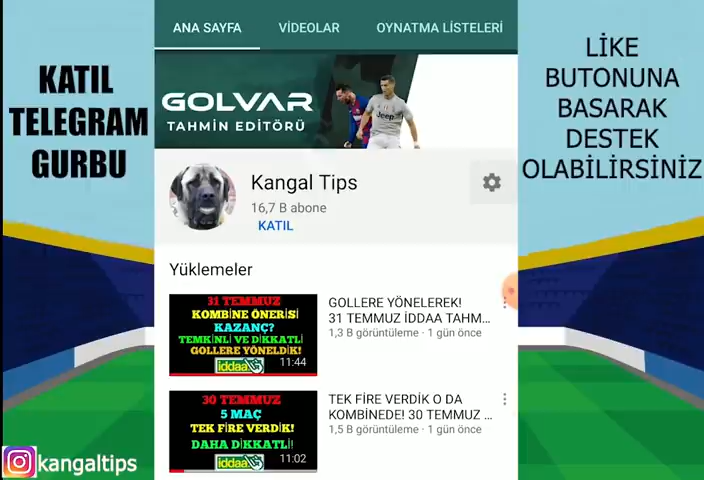 ANA SAYFA
VİDEOLAR
OYNATMA LİSTELERİ
KATIL
TELEGRAM
GURBU
LİKE
BUTONUNA
BASARAK
DESTEK
OLABİLİRSİNİZ
GOLVAR
TAHMİN EDİTÖRÜ
Jeep
Kangal Tips
16,7 B abone
KATIL
Yüklemeler
31 TEMMUZ
KOMBİNE ÖNERİSİ
KAZANÇ?
TEMKİNLİ VE DİKKATLİ
GOLLERE YÖNELDİK!
iddaa
11:44
GOLLERE YÖNELEREK!
31 TEMMUZ İDDAA TAHM...
1,3 B görüntüleme · 1 gün önce
30 TEMMUZ
5 MAÇ
TEK FİRE VERDİK!
DAHA DİKKATLİ!
iddaa
11:02
TEK FİRE VERDİK O DA
KOMBİNEDE! 30 TEMMUZ ...
1,5 B görüntüleme · 1 gün önce
kangaltips